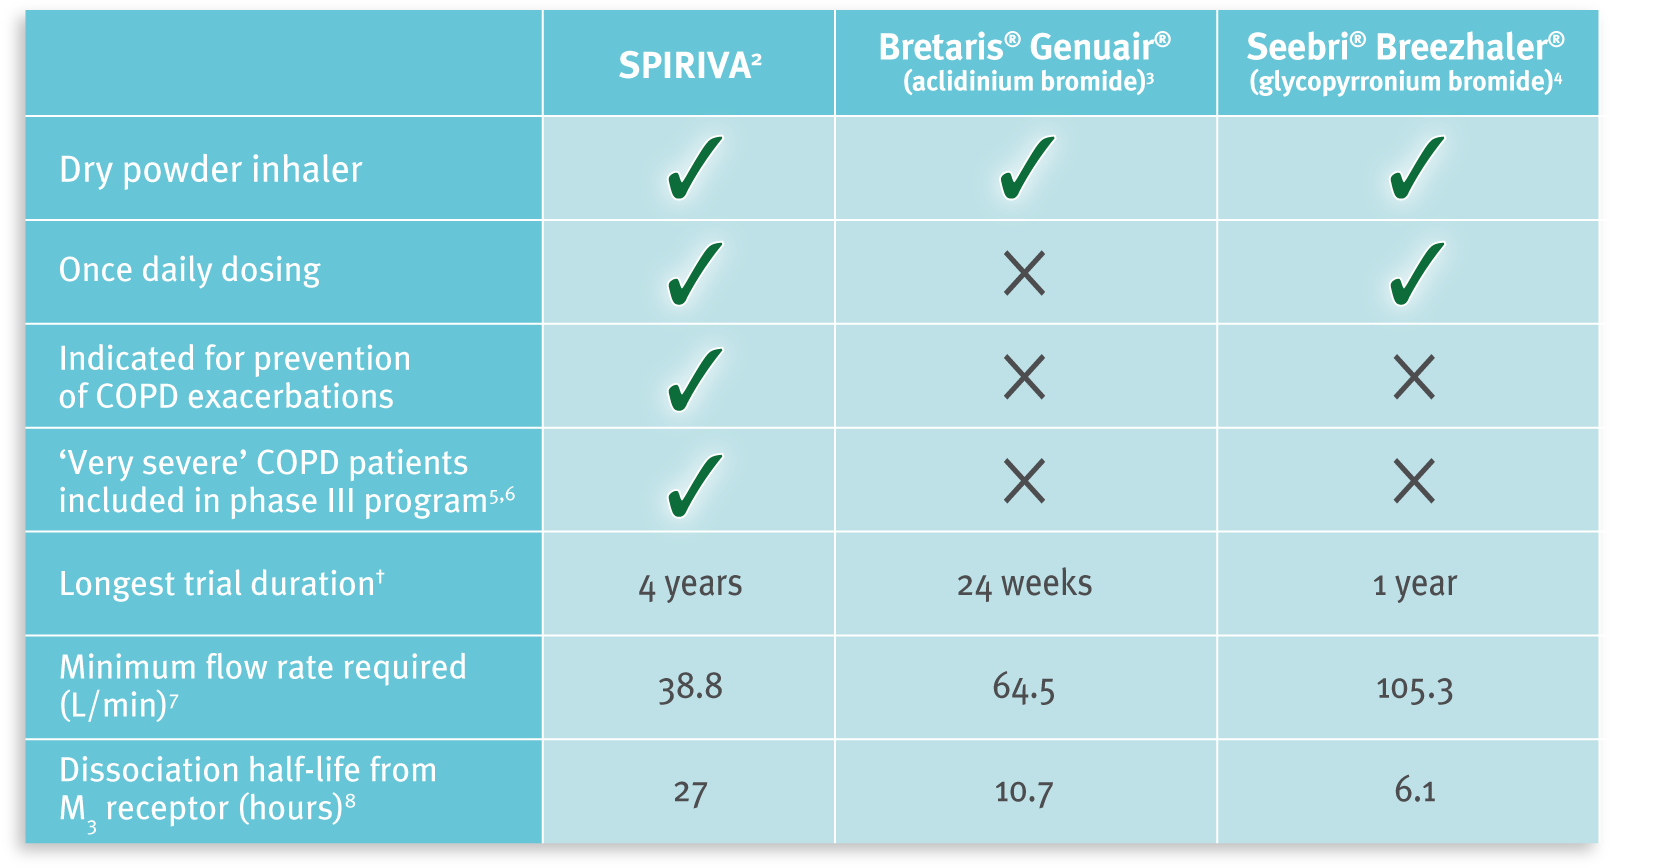 SPIRIVA²
Bretaris® Genuair®
(aclidinium bromide)³
Seebri® Breezhaler®
(glycopyrronium bromide)⁴
Dry powder inhaler
✓ ✓ ✓
Once daily dosing
✓ × ✓
Indicated for prevention
of COPD exacerbations
✓ × ×
‘Very severe’ COPD patients
included in phase III program⁵,⁶
✓ × ×
Longest trial duration†
4 years 24 weeks 1 year
Minimum flow rate required
(L/min)⁷
38.8 64.5 105.3
Dissociation half-life from
M₃ receptor (hours)⁸
27 10.7 6.1